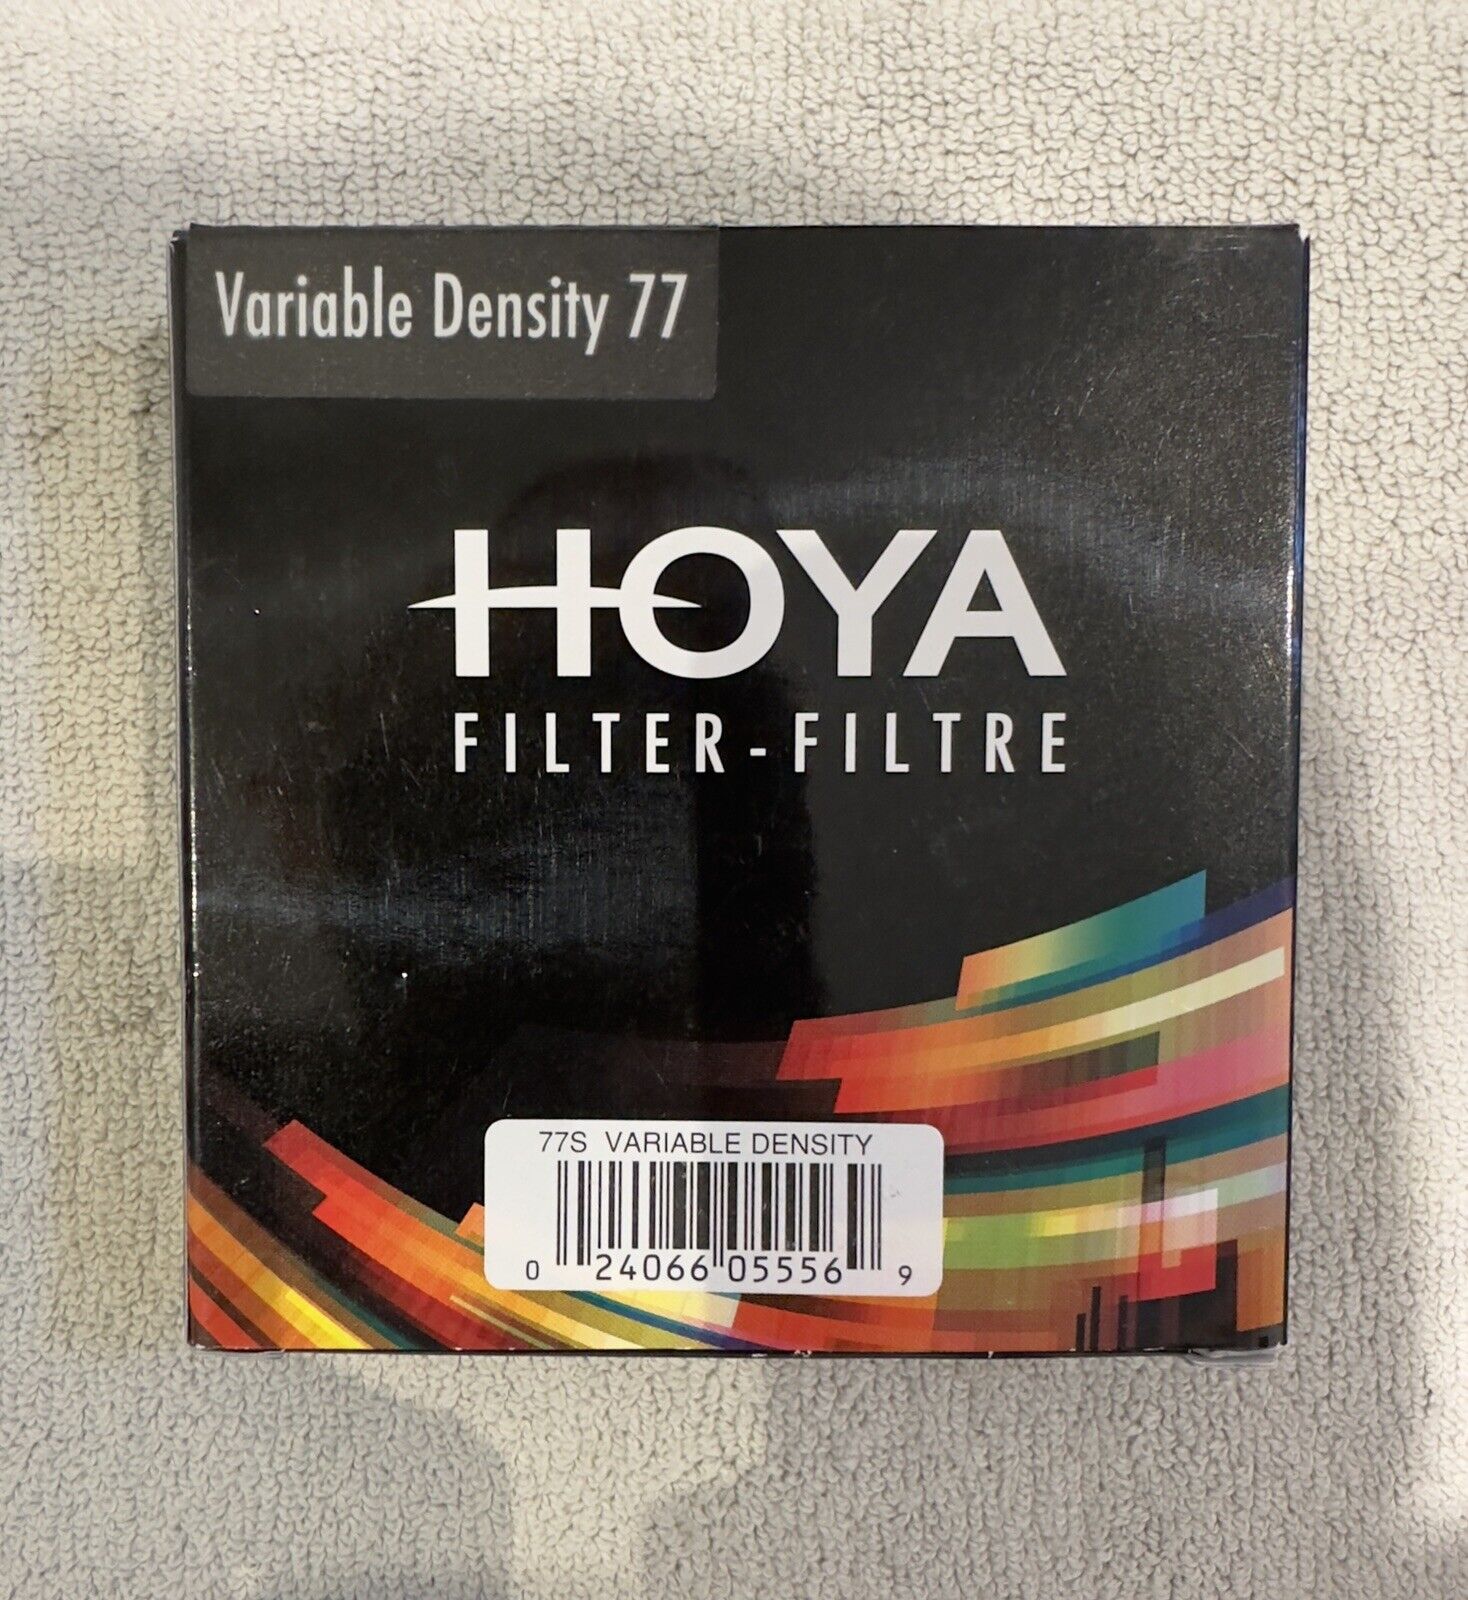 Variable Density 77
HOYA
FILTER-FILTRE
77S VARIABLE DENSITY
0 24066 05556 9